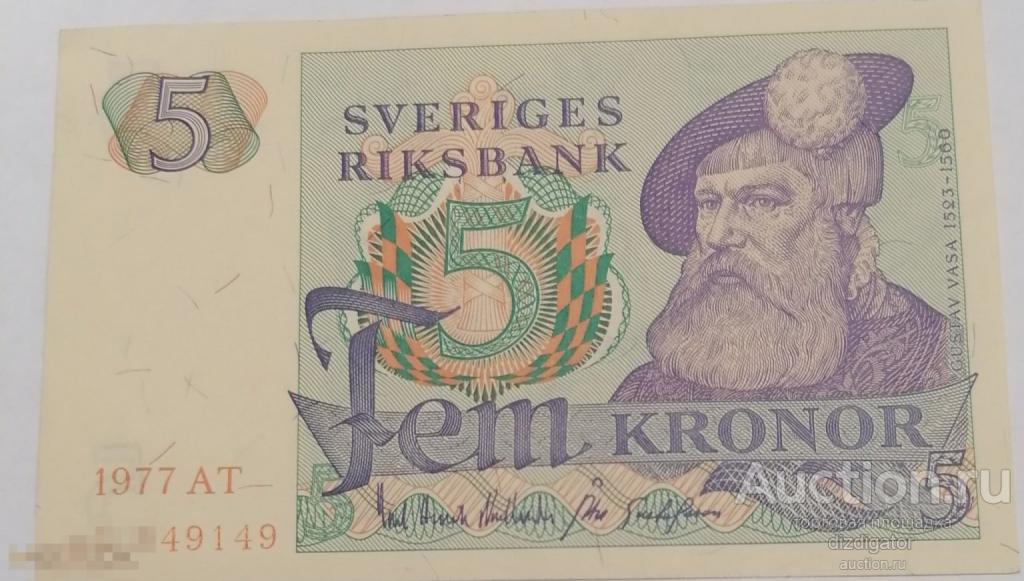 5
SVERIGES
RIKSBANK
5
5
GUSTAV VASA 1523-1560
Fem KRONOR
1977 AT
49149
5
5
Auction.ru
торговая площадка
dizdigator
auction.ru